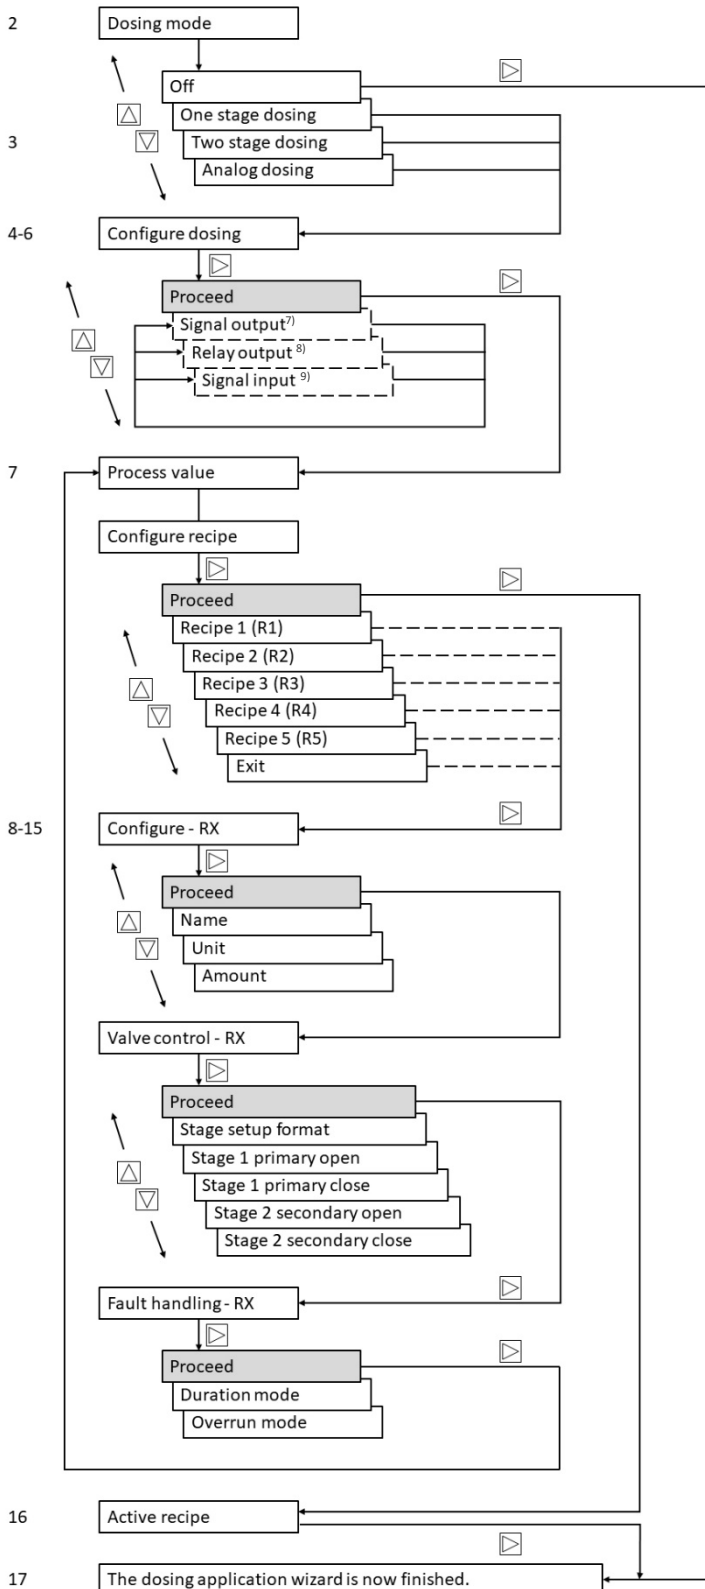 2
Dosing mode
Off
One stage dosing
3
Two stage dosing
Analog dosing
4-6
Configure dosing
Proceed
Signal output7)
Relay output 8)
Signal input 9)
7
Process value
Configure recipe
Proceed
Recipe 1 (R1)
Recipe 2 (R2)
Recipe 3 (R3)
Recipe 4 (R4)
Recipe 5 (R5)
Exit
8-15
Configure - RX
Proceed
Name
Unit
Amount
Valve control - RX
Proceed
Stage setup format
Stage 1 primary open
Stage 1 primary close
Stage 2 secondary open
Stage 2 secondary close
Fault handling - RX
Proceed
Duration mode
Overrun mode
16
Active recipe
17
The dosing application wizard is now finished.